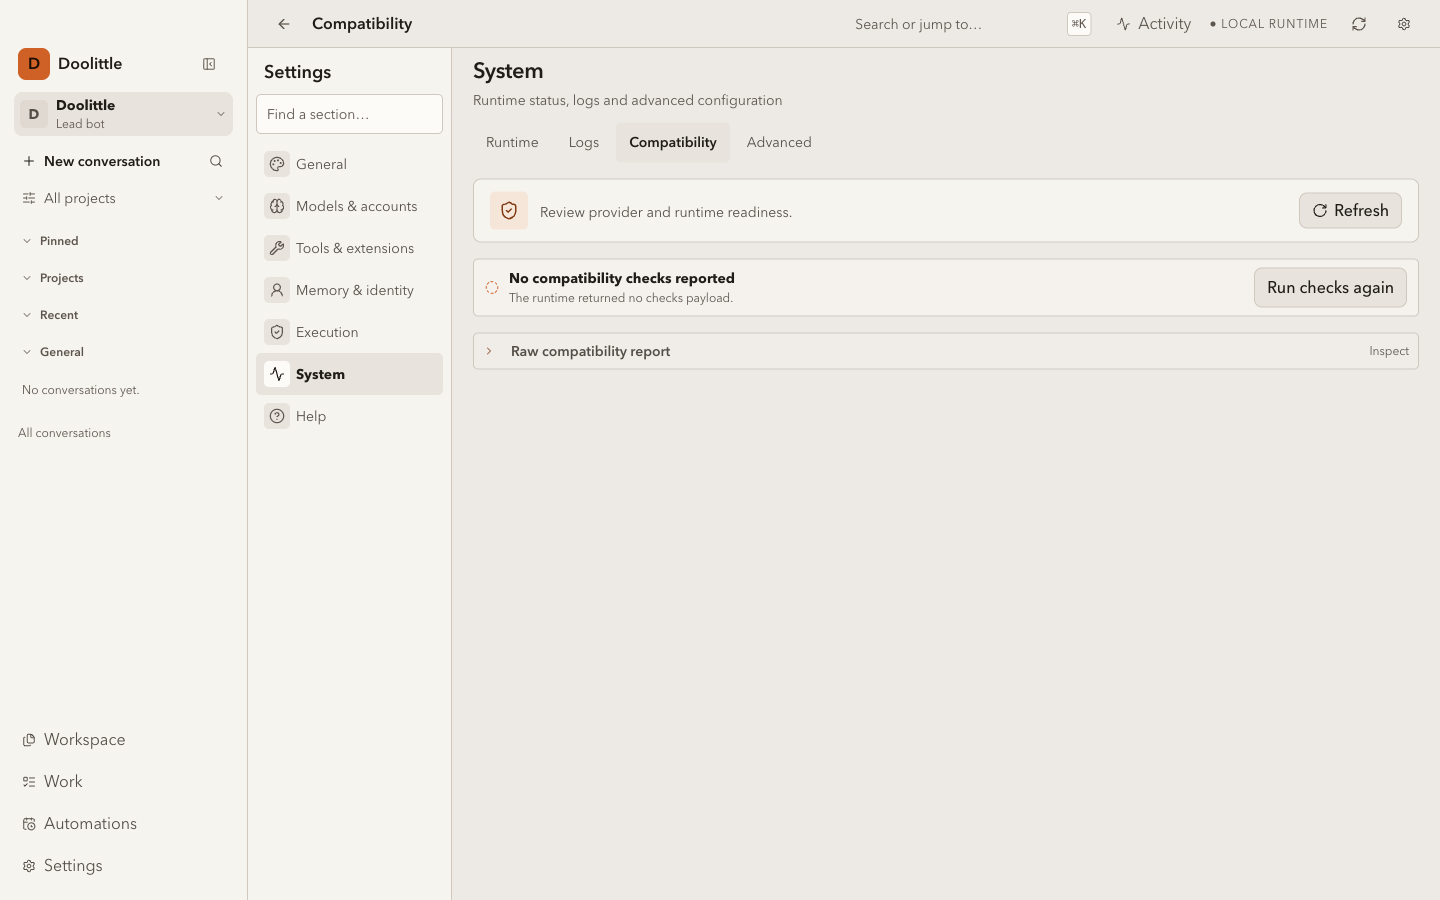 D
Doolittle
D
Doolittle
Lead bot
New conversation
All projects
Pinned
Projects
Recent
General
No conversations yet.
All conversations
Workspace
Work
Automations
Settings
Compatibility
Search or jump to…
⌘K
Activity
LOCAL RUNTIME
Settings
Find a section…
General
Models & accounts
Tools & extensions
Memory & identity
Execution
System
Help
System
Runtime status, logs and advanced configuration
Runtime
Logs
Compatibility
Advanced
Review provider and runtime readiness.
Refresh
No compatibility checks reported
The runtime returned no checks payload.
Run checks again
Raw compatibility report
Inspect